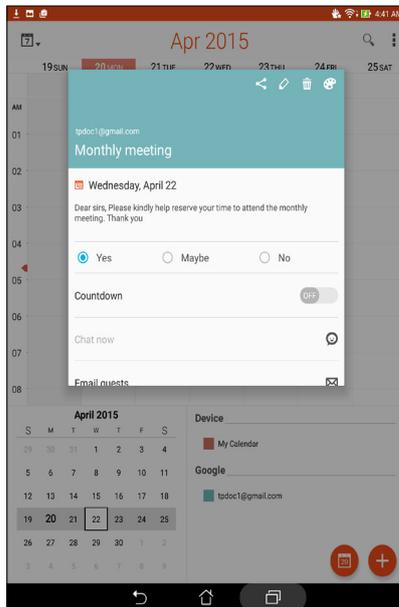 4:41 AM
7
Apr 2015
19 SUN 20 MON 21 TUE 22 WED 23 THU 24 FRI 25 SAT
AM
01
02
03
04
05
06
07
08
tpdoc1@gmail.com
Monthly meeting
Wednesday, April 22
Dear sirs, Please kindly help reserve your time to attend the monthly
meeting. Thank you
Yes Maybe No
Countdown OFF
Chat now
Email guests
April 2015
S M T W T F S
29 30 31 1 2 3 4
5 6 7 8 9 10 11
12 13 14 15 16 17 18
19 20 21 22 23 24 25
26 27 28 29 30 1 2
3 4 5 6 7 8 9
Device
My Calendar
Google
tpdoc1@gmail.com
20